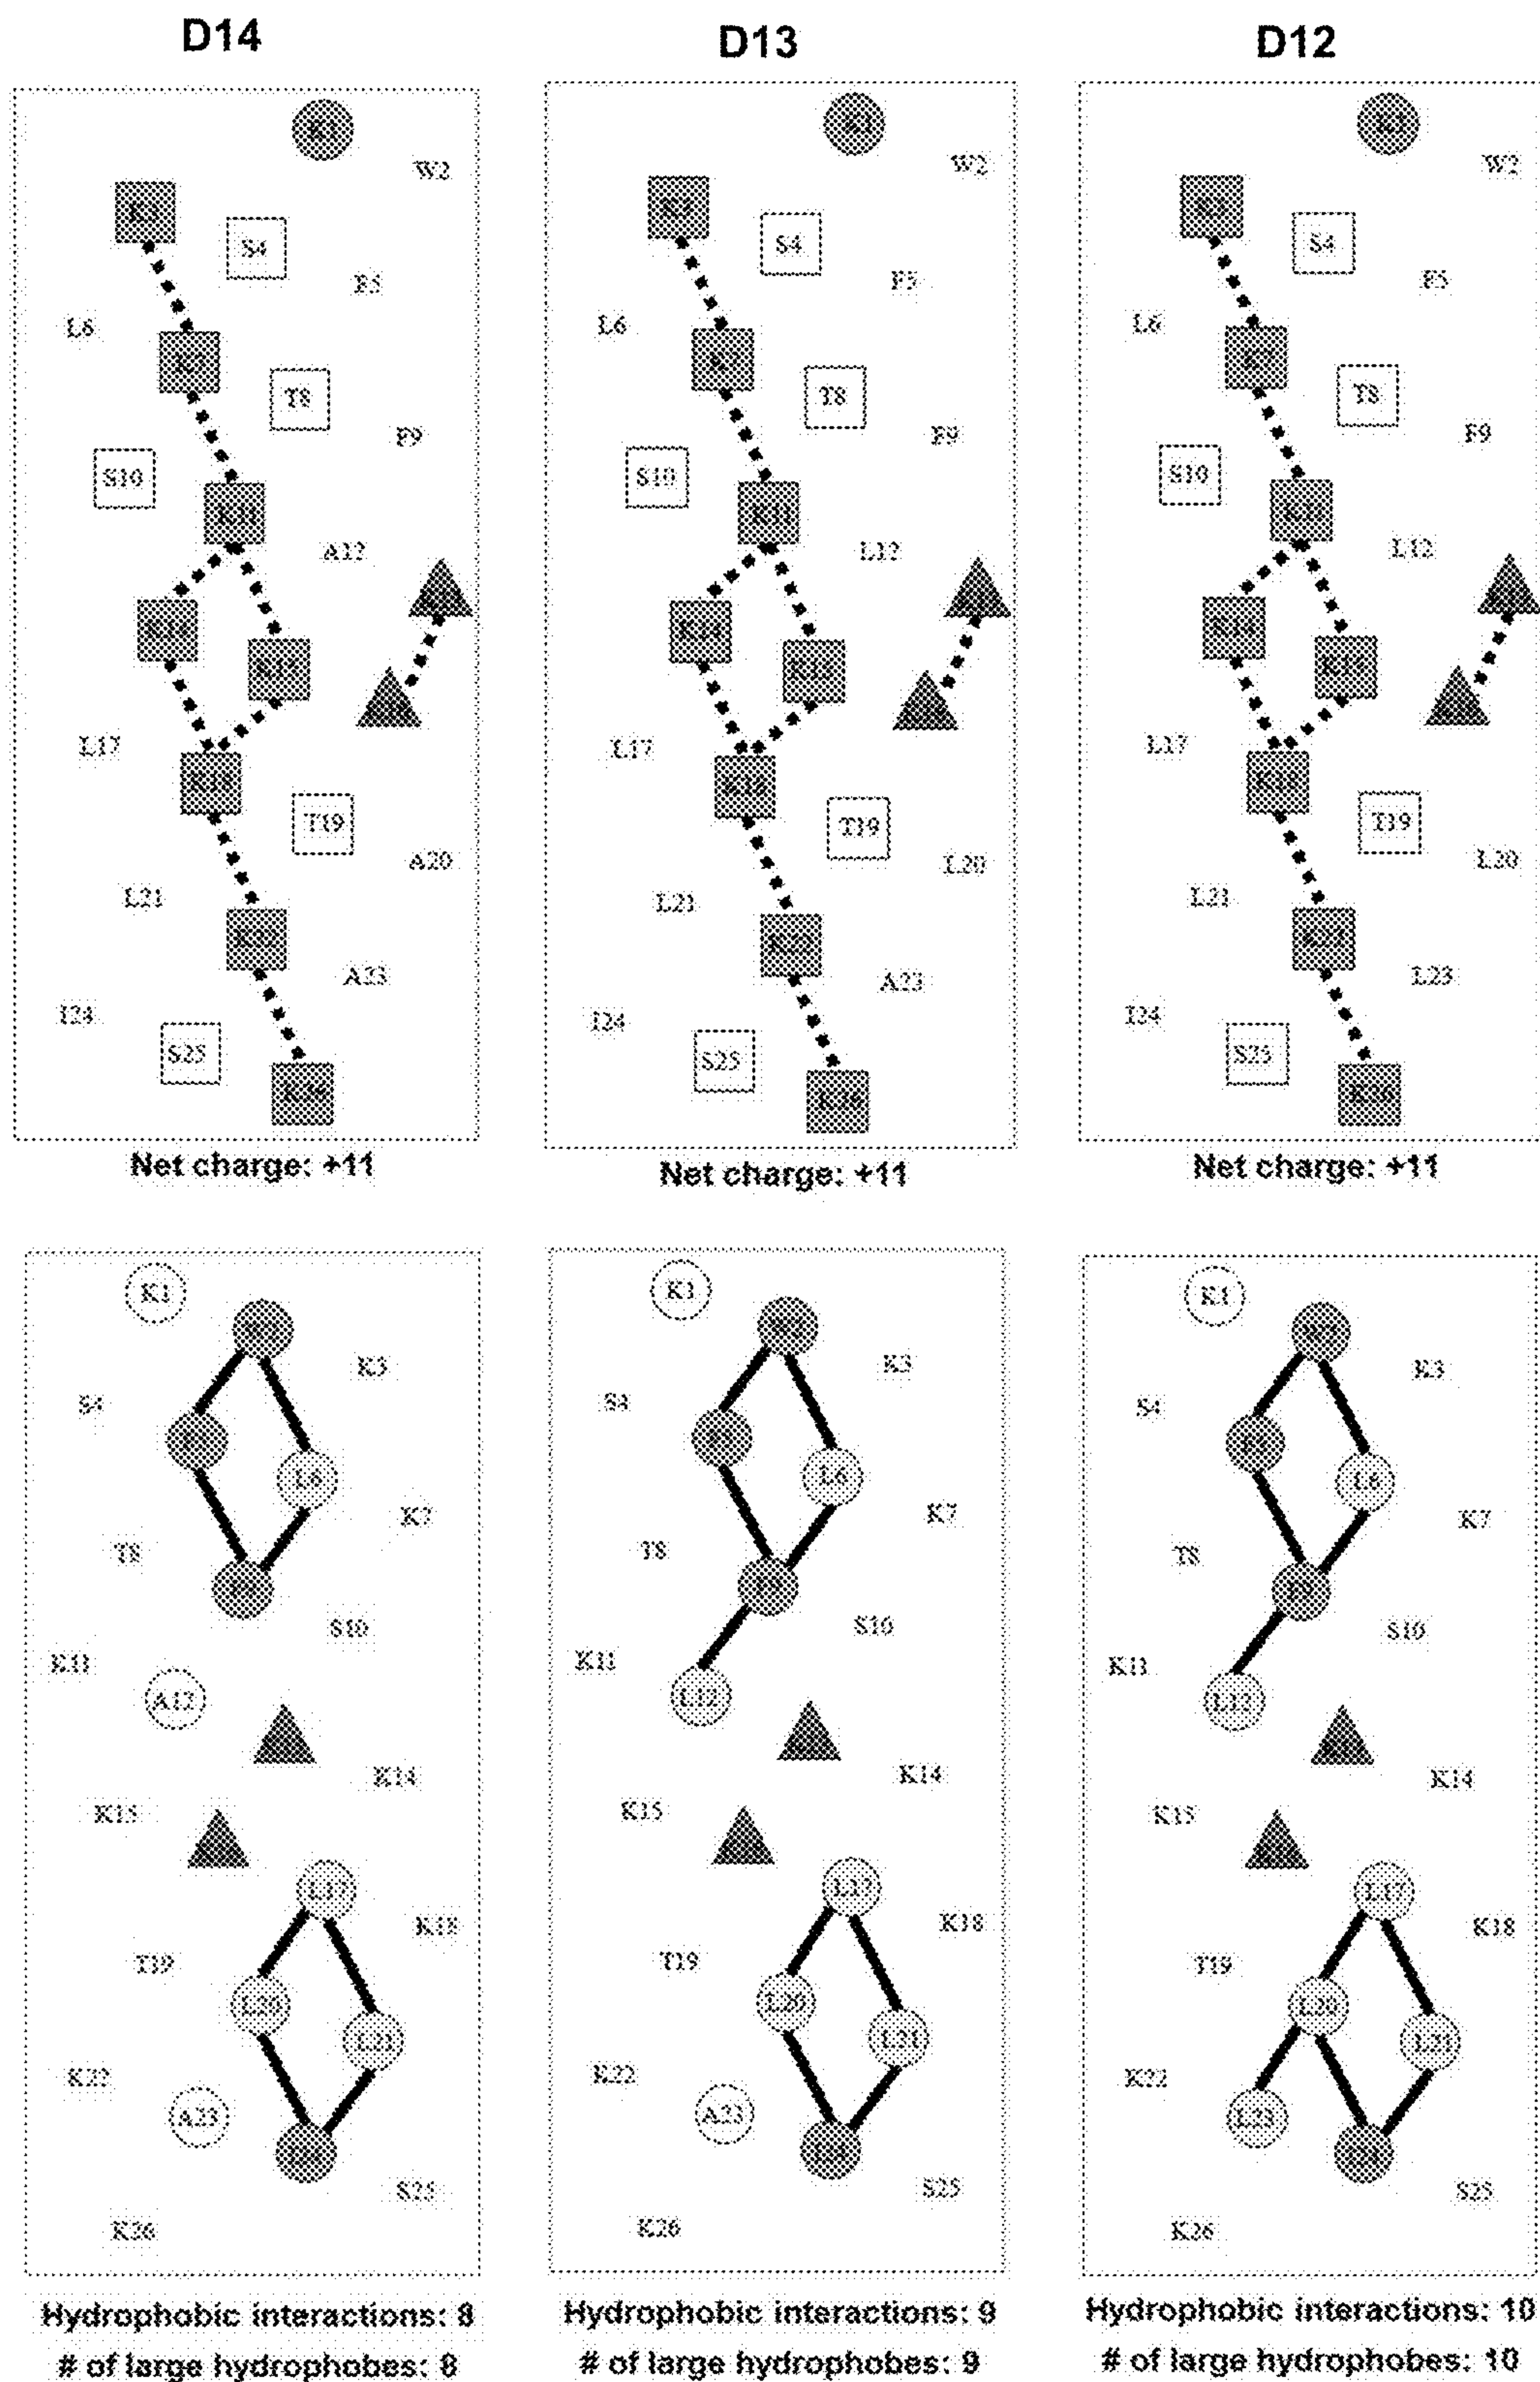 D14
K1
W2
S4
F5
L6
K7
T8
F9
S10
A12
L17
T19
A20
L21
A23
I24
S25
Net charge: +11
D13
W2
S4
F5
L6
K7
T8
F9
S10
L12
L17
T19
L20
L21
A23
I24
S25
Net charge: +11
D12
W2
S4
F5
L6
T8
F9
S10
L12
L17
T19
L20
L21
L23
I24
S25
Net charge: +11
K1
K3
S4
L6
K7
T8
S10
K11
A12
K14
K15
L17
K18
T19
L20
L21
K22
A23
S25
K26
Hydrophobic interactions: 8
# of large hydrophobes: 8
K1
K3
S4
L6
K7
T8
F9
S10
K11
L12
K14
K15
L17
K18
T19
L20
L21
K22
A23
S25
K26
Hydrophobic interactions: 9
# of large hydrophobes: 9
K1
K3
S4
L6
K7
T8
F9
S10
K11
L12
K14
K15
L17
K18
T19
L20
L21
K22
L23
S25
K26
Hydrophobic interactions: 10
# of large hydrophobes: 10